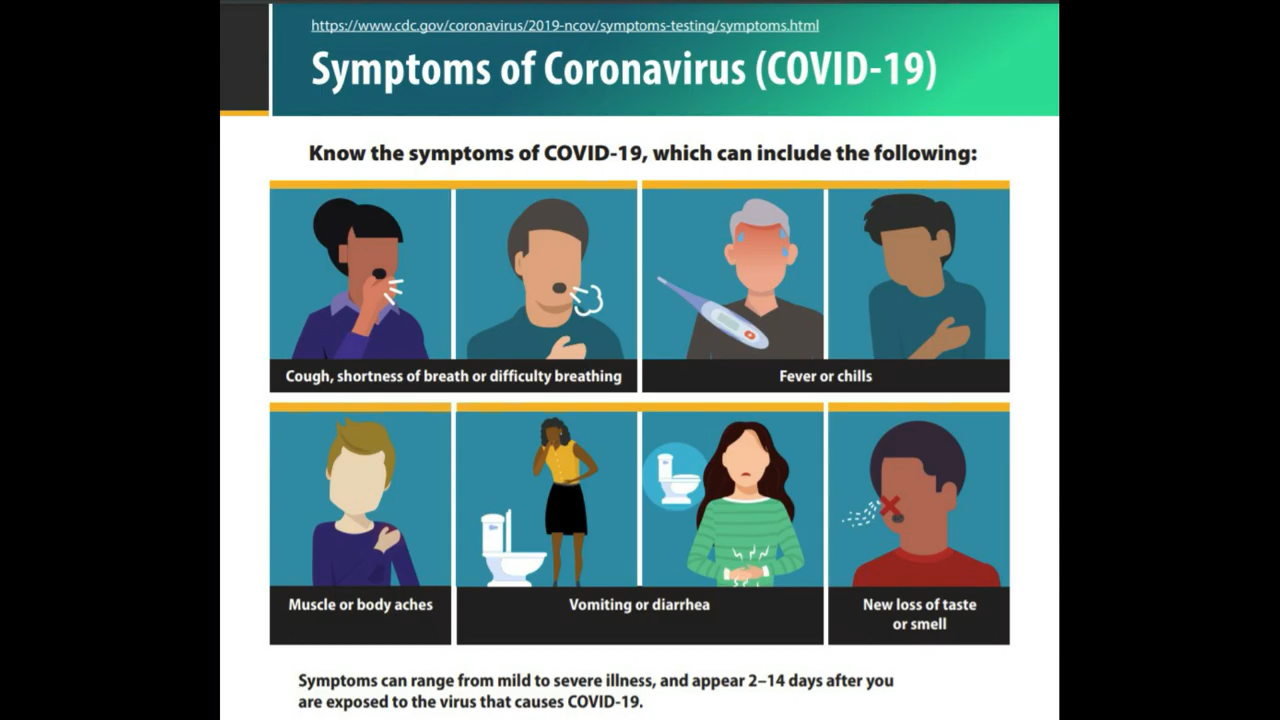 https://www.cdc.gov/coronavirus/2019-ncov/symptoms-testing/symptoms.html
Symptoms of Coronavirus (COVID-19)
Know the symptoms of COVID-19, which can include the following:
Cough, shortness of breath or difficulty breathing
Fever or chills
Muscle or body aches
Vomiting or diarrhea
New loss of taste
or smell
Symptoms can range from mild to severe illness, and appear 2–14 days after you
are exposed to the virus that causes COVID-19.